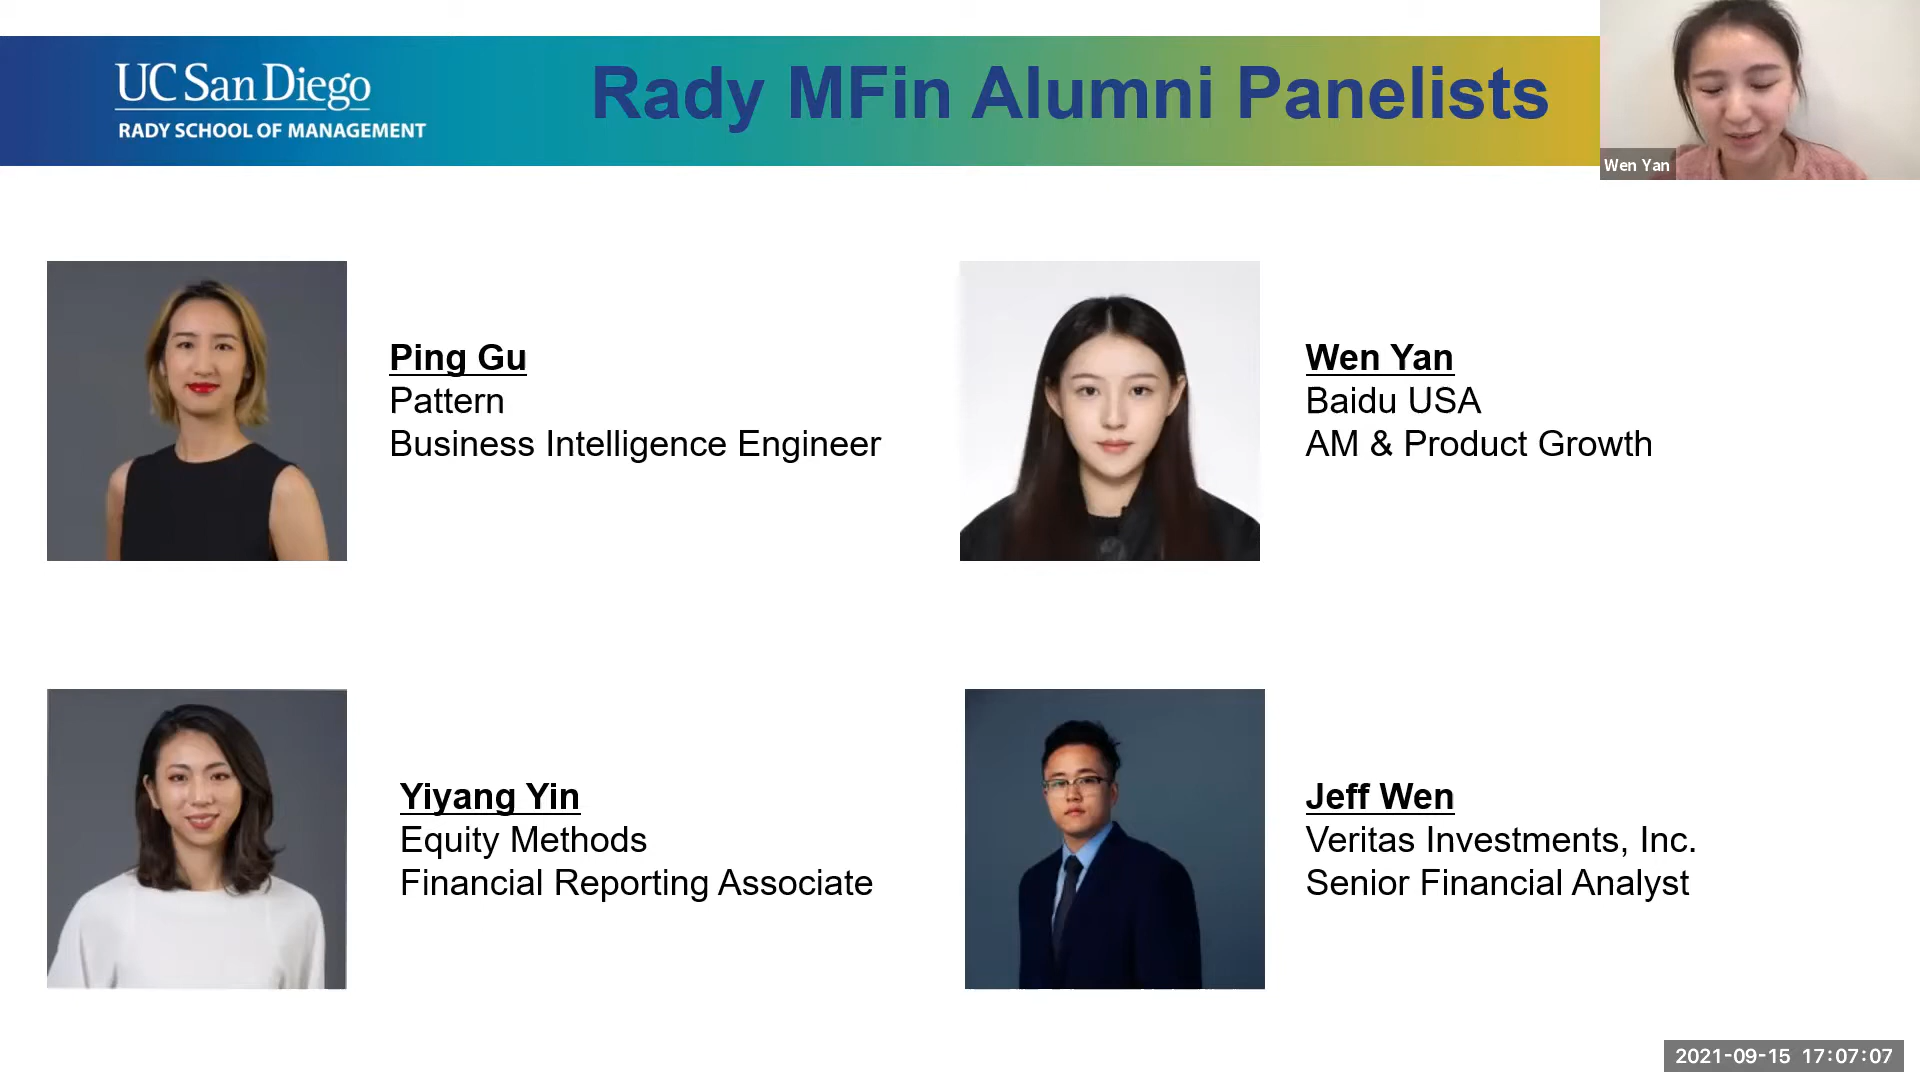 UC San Diego
RADY SCHOOL OF MANAGEMENT
Rady MFin Alumni Panelists
Wen Yan
Ping Gu
Pattern
Business Intelligence Engineer
Wen Yan
Baidu USA
AM & Product Growth
Yiyang Yin
Equity Methods
Financial Reporting Associate
Jeff Wen
Veritas Investments, Inc.
Senior Financial Analyst
2021-09-15 17:07:07